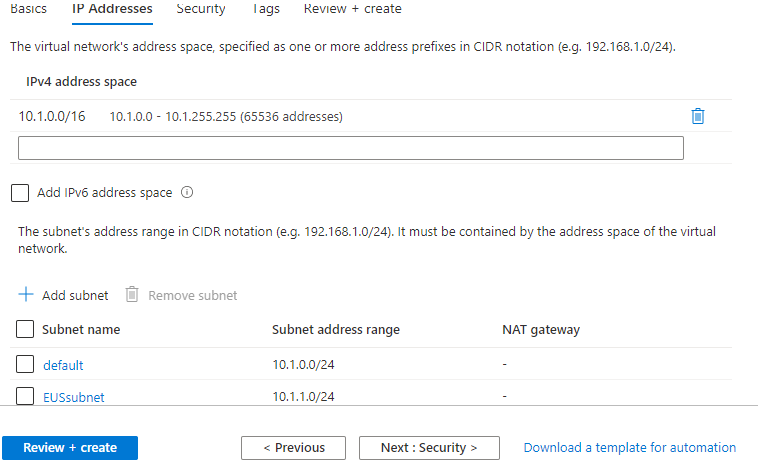 Basics IP Addresses Security Tags Review + create
The virtual network's address space, specified as one or more address prefixes in CIDR notation (e.g. 192.168.1.0/24).
IPv4 address space
10.1.0.0/16 10.1.0.0 - 10.1.255.255 (65536 addresses)
Add IPv6 address space
The subnet's address range in CIDR notation (e.g. 192.168.1.0/24). It must be contained by the address space of the virtual
network.
+ Add subnet Remove subnet
Subnet name Subnet address range NAT gateway
default 10.1.0.0/24 -
EUSsubnet 10.1.1.0/24 -
Review + create < Previous Next : Security > Download a template for automation